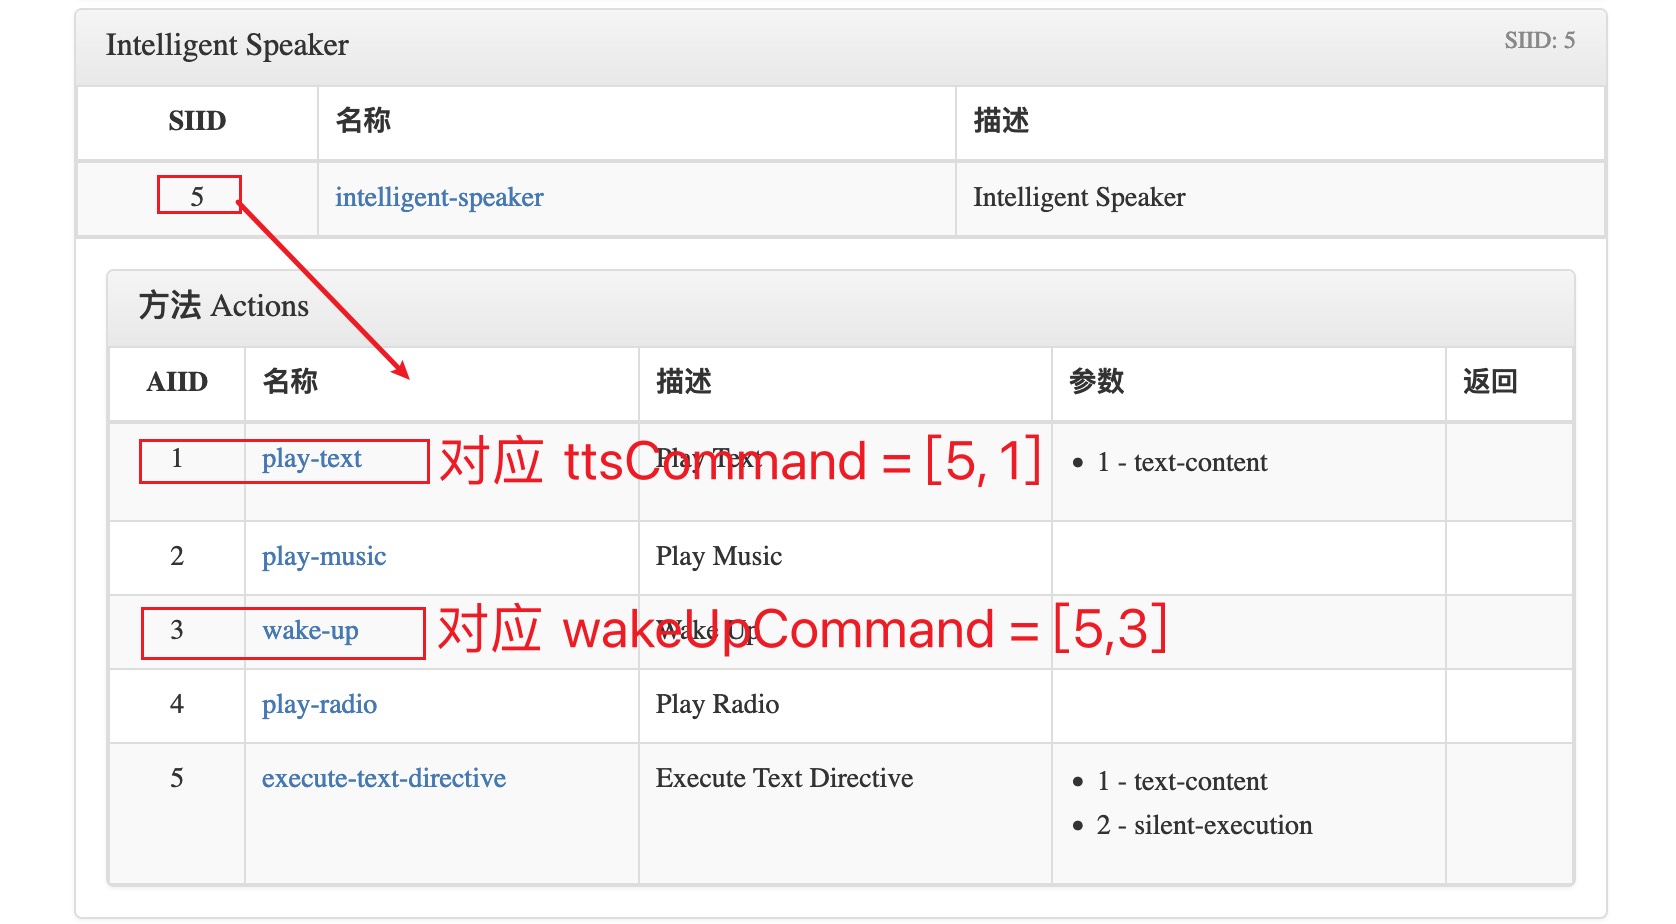 Intelligent Speaker SIID: 5
SIID 名称 描述
5 intelligent-speaker Intelligent Speaker
方法 Actions
AIID 名称 描述 参数 返回
1 play-text Play Text 1 - text-content
对应 ttsCommand = [5, 1]
2 play-music Play Music
3 wake-up Wake Up
对应 wakeUpCommand = [5,3]
4 play-radio Play Radio
5 execute-text-directive Execute Text Directive 1 - text-content
2 - silent-execution